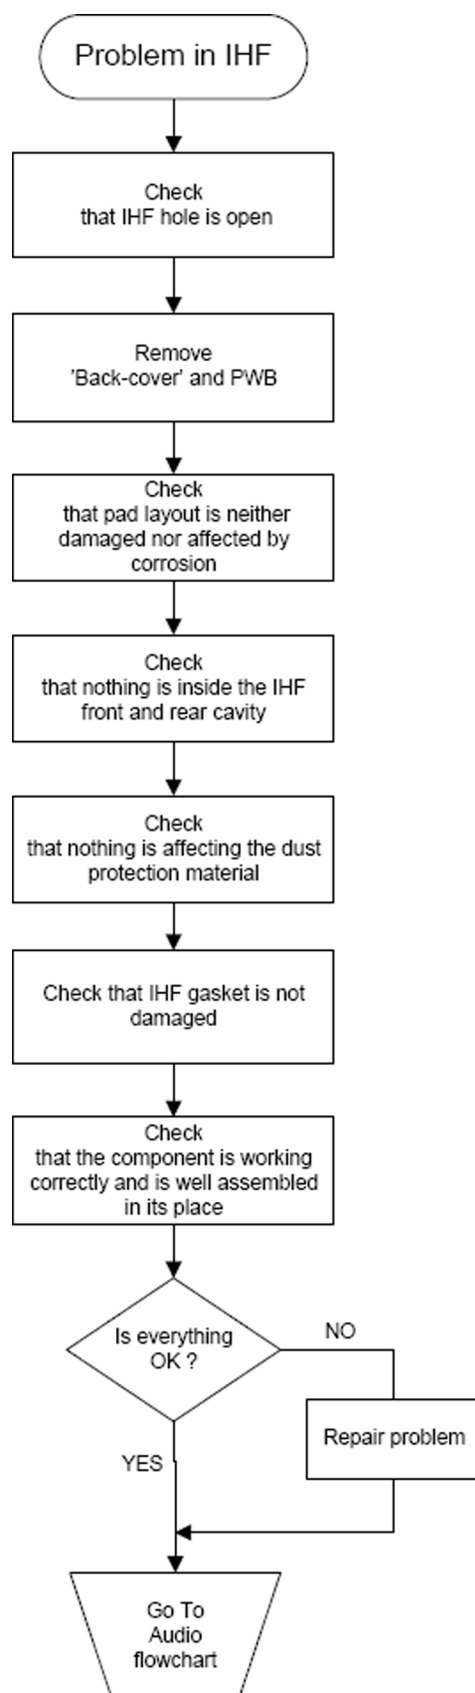 Problem in IHF
Check
that IHF hole is open
Remove
'Back-cover' and PWB
Check
that pad layout is neither
damaged nor affected by
corrosion
Check
that nothing is inside the IHF
front and rear cavity
Check
that nothing is affecting the dust
protection material
Check that IHF gasket is not
damaged
Check
that the component is working
correctly and is well assembled
in its place
Is everything
OK ?
NO
Repair problem
YES
Go To
Audio
flowchart